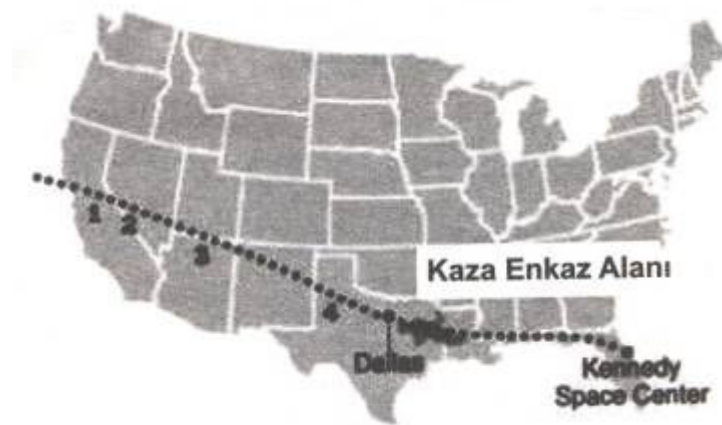 1
2
3
Kaza Enkaz Alanı
4
Dallas
Kennedy
Space Center